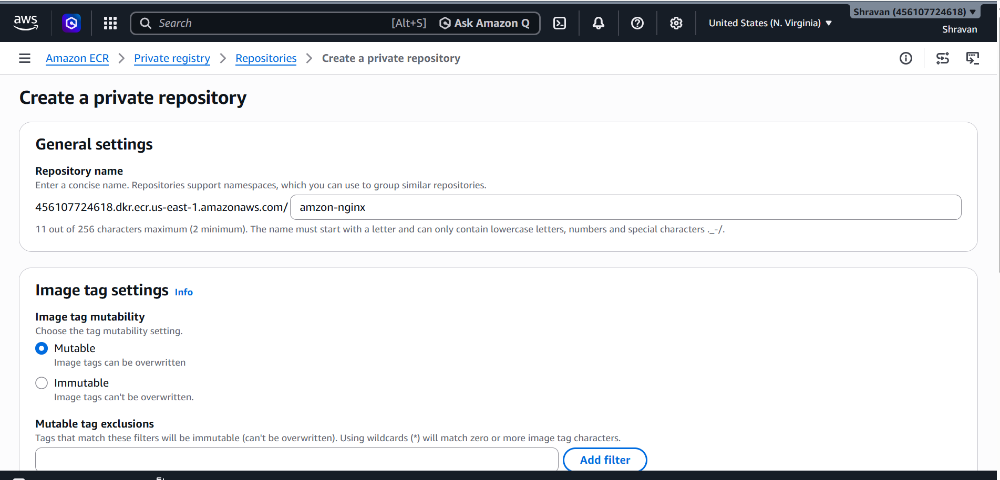 aws
Search [Alt+S] Ask Amazon Q United States (N. Virginia) ▼ Shravan (456107724618) ▼
Shravan
Amazon ECR > Private registry > Repositories > Create a private repository
Create a private repository
General settings
Repository name
Enter a concise name. Repositories support namespaces, which you can use to group similar repositories.
456107724618.dkr.ecr.us-east-1.amazonaws.com/ amzon-nginx
11 out of 256 characters maximum (2 minimum). The name must start with a letter and can only contain lowercase letters, numbers and special characters ._-/.
Image tag settings Info
Image tag mutability
Choose the tag mutability setting.
Mutable
Image tags can be overwritten
Immutable
Image tags can't be overwritten.
Mutable tag exclusions
Tags that match these filters will be immutable (can't be overwritten). Using wildcards (*) will match zero or more image tag characters.
Add filter